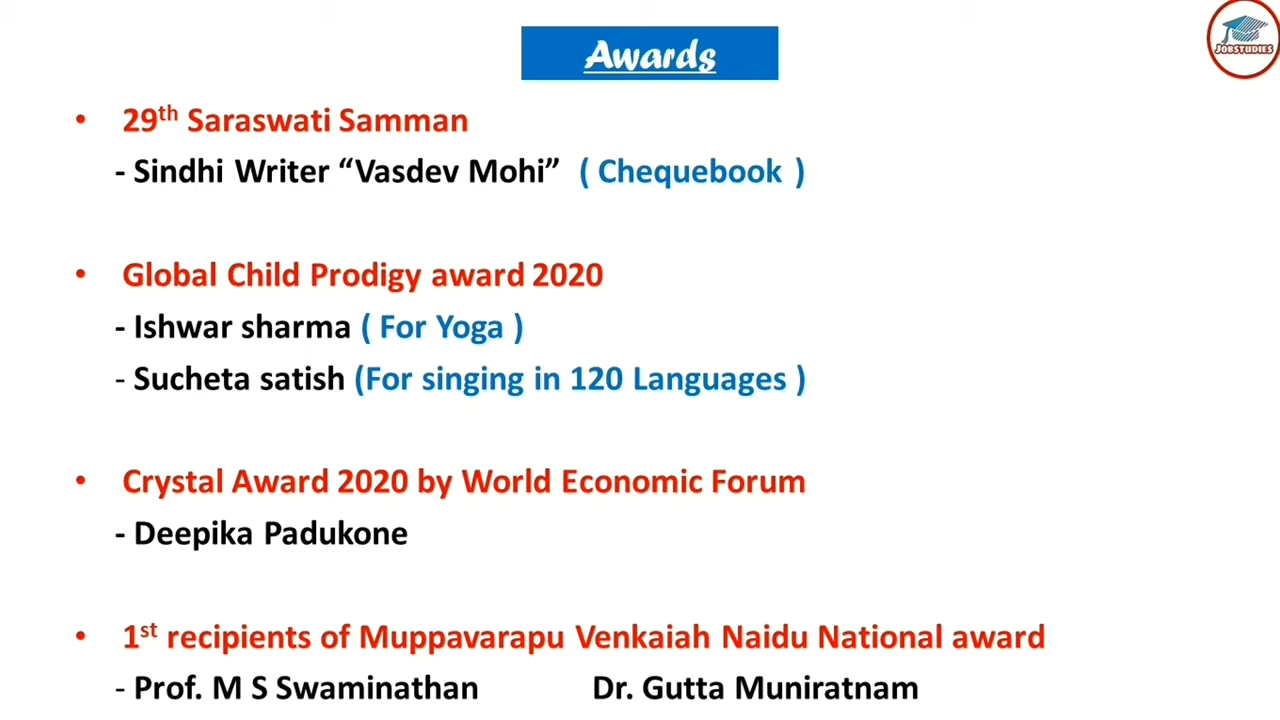 Awards
JOBSTUDIES
• 29th Saraswati Samman
- Sindhi Writer “Vasdev Mohi” ( Chequebook )
• Global Child Prodigy award 2020
- Ishwar sharma ( For Yoga )
- Sucheta satish (For singing in 120 Languages )
• Crystal Award 2020 by World Economic Forum
- Deepika Padukone
• 1st recipients of Muppavarapu Venkaiah Naidu National award
- Prof. M S Swaminathan Dr. Gutta Muniratnam